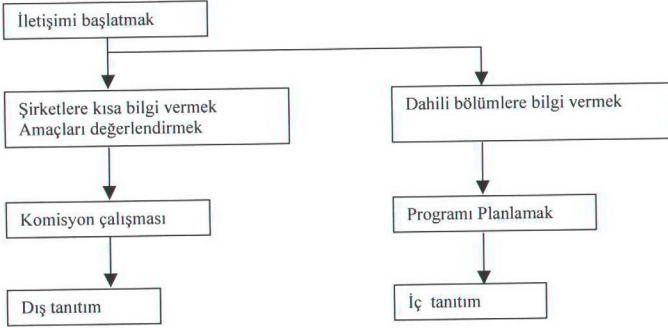 İletişimi başlatmak
Şirketlere kısa bilgi vermek
Amaçları değerlendirmek
Dahili bölümlere bilgi vermek
Komisyon çalışması
Programı Planlamak
Dış tanıtım
İç tanıtım